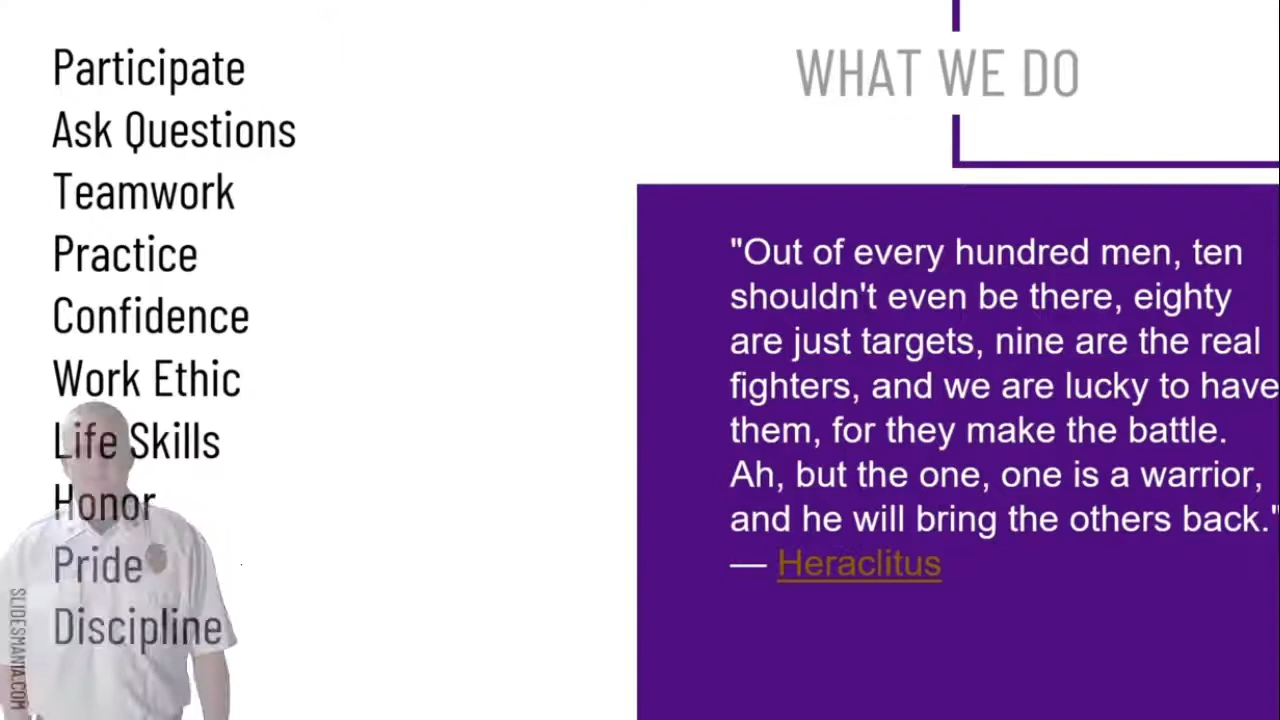 Participate
Ask Questions
Teamwork
Practice
Confidence
Work Ethic
Life Skills
Honor
Pride
Discipline
SLIDESMANIA.COM
WHAT WE DO
"Out of every hundred men, ten
shouldn't even be there, eighty
are just targets, nine are the real
fighters, and we are lucky to have
them, for they make the battle.
Ah, but the one, one is a warrior,
and he will bring the others back."
— Heraclitus